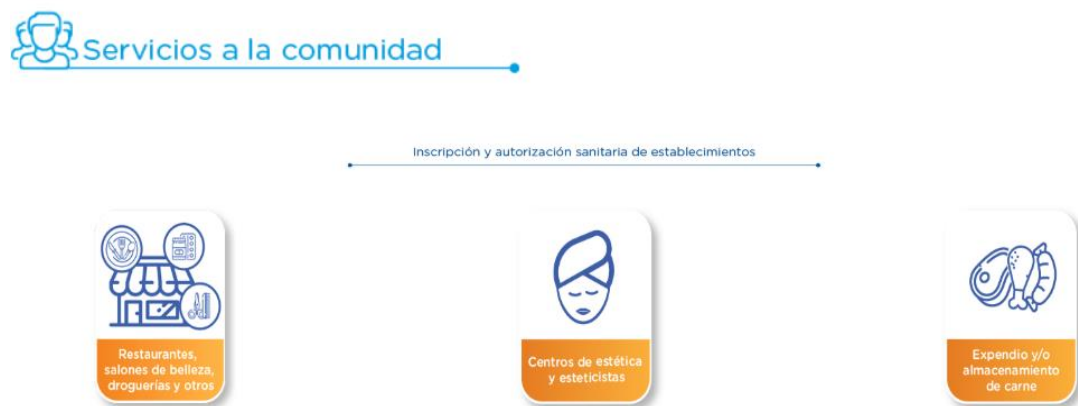 Servicios a la comunidad
Inscripción y autorización sanitaria de establecimientos
Restaurantes,
salones de belleza,
droguerías y otros
Centros de estética
y esteticistas
Expendio y/o
almacenamiento
de carne